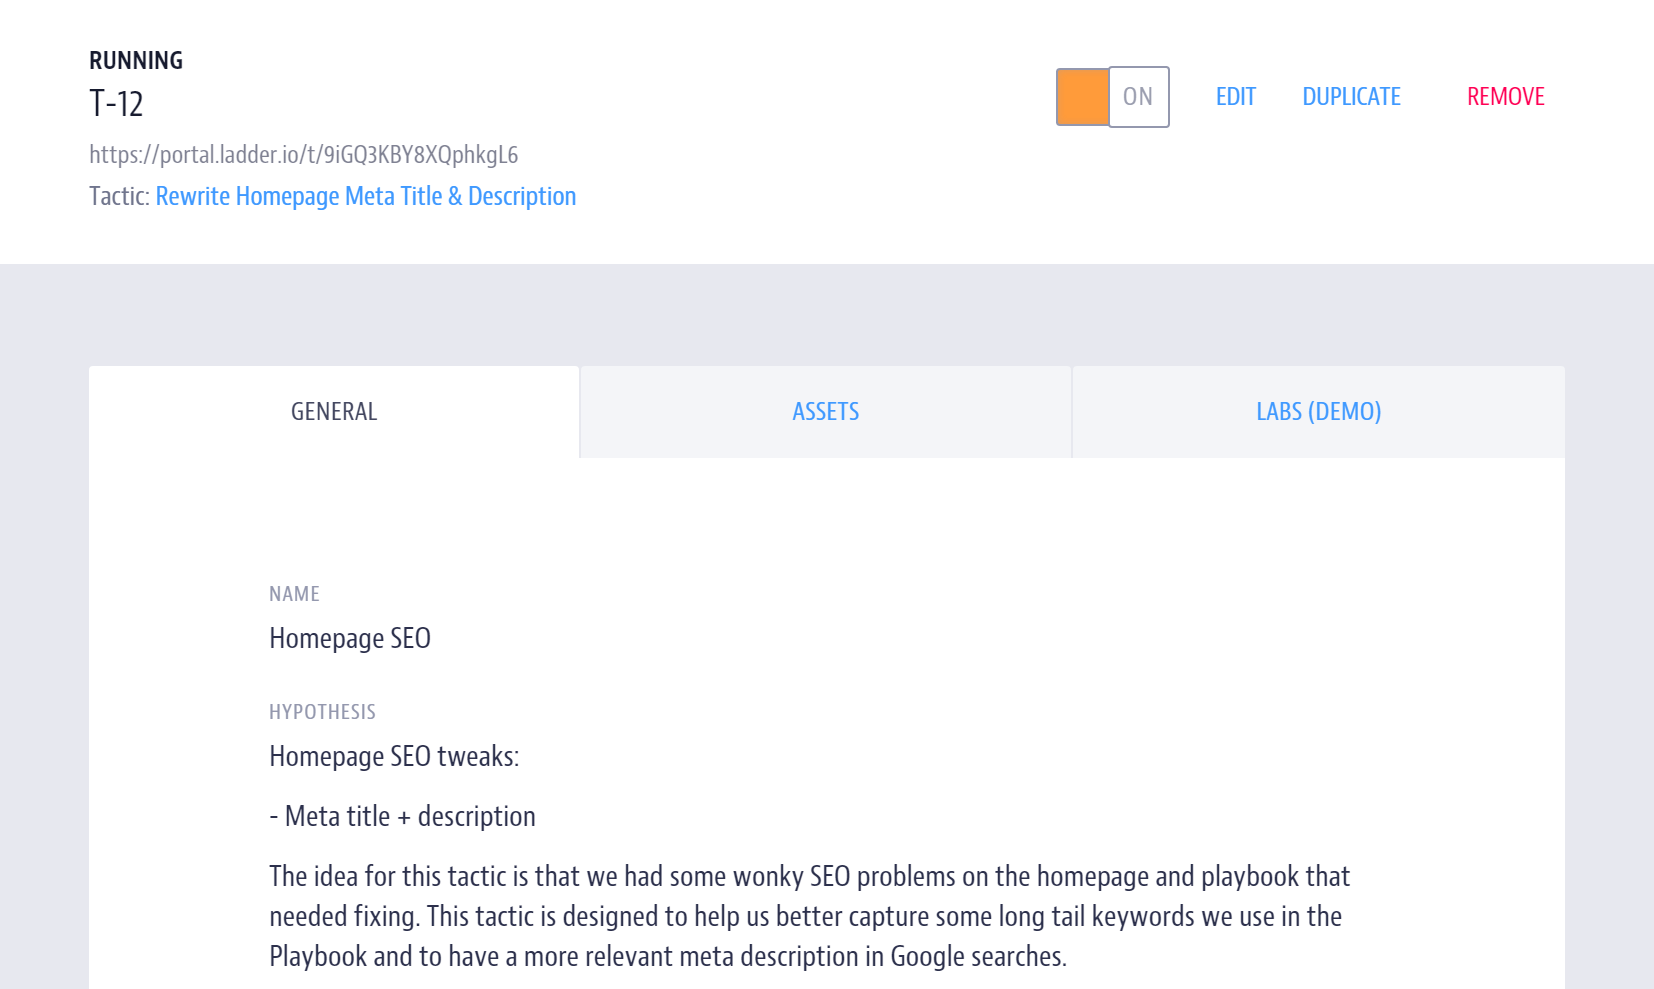 RUNNING
T-12
https://portal.ladder.io/t/9iGQ3KBY8XQphkgL6
Tactic: Rewrite Homepage Meta Title & Description
ON
EDIT
DUPLICATE
REMOVE
GENERAL
ASSETS
LABS (DEMO)
NAME
Homepage SEO
HYPOTHESIS
Homepage SEO tweaks:
- Meta title + description
The idea for this tactic is that we had some wonky SEO problems on the homepage and playbook that
needed fixing. This tactic is designed to help us better capture some long tail keywords we use in the
Playbook and to have a more relevant meta description in Google searches.